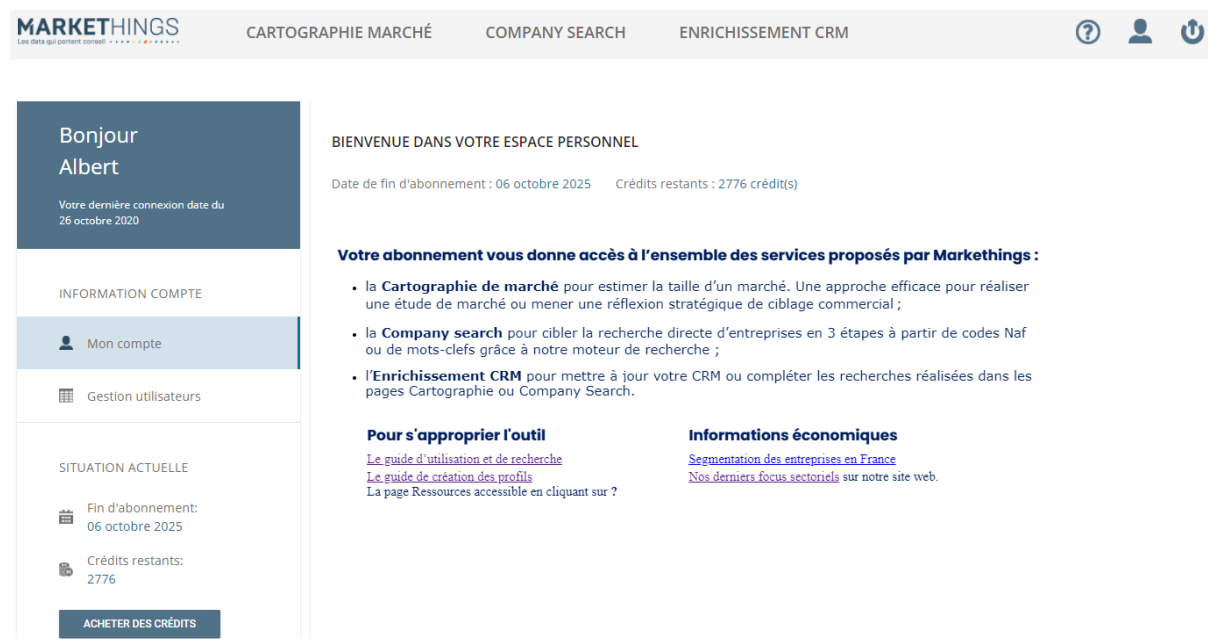 MARKETHINGS
Les data qui portent conseil
CARTOGRAPHIE MARCHÉ
COMPANY SEARCH
ENRICHISSEMENT CRM
?
Bonjour
Albert
Votre dernière connexion date du
26 octobre 2020
INFORMATION COMPTE
Mon compte
Gestion utilisateurs
SITUATION ACTUELLE
Fin d'abonnement:
06 octobre 2025
Crédits restants:
2776
ACHETER DES CRÉDITS
BIENVENUE DANS VOTRE ESPACE PERSONNEL
Date de fin d'abonnement : 06 octobre 2025 Crédits restants : 2776 crédit(s)
Votre abonnement vous donne accès à l’ensemble des services proposés par Markethings :
• la Cartographie de marché pour estimer la taille d’un marché. Une approche efficace pour réaliser
une étude de marché ou mener une réflexion stratégique de ciblage commercial ;
• la Company search pour cibler la recherche directe d’entreprises en 3 étapes à partir de codes Naf
ou de mots-clefs grâce à notre moteur de recherche ;
• l’Enrichissement CRM pour mettre à jour votre CRM ou compléter les recherches réalisées dans les
pages Cartographie ou Company Search.
Pour s'approprier l'outil
Le guide d’utilisation et de recherche
Le guide de création des profils
La page Ressources accessible en cliquant sur ?
Informations économiques
Segmentation des entreprises en France
Nos derniers focus sectoriels sur notre site web.